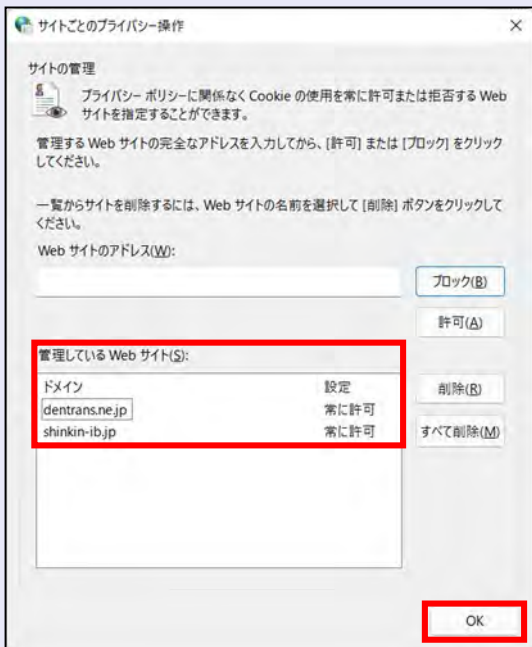 サイトごとのプライバシー操作
サイトの管理
プライバシー ポリシーに関係なく Cookie の使用を常に許可または拒否する Web
サイトを指定することができます。
管理する Web サイトの完全なアドレスを入力してから、[許可] または [ブロック] をクリック
してください。
一覧からサイトを削除するには、Web サイトの名前を選択して [削除] ボタンをクリックして
ください。
Web サイトのアドレス(W):
ブロック(B)
許可(A)
管理している Web サイト(S):
ドメイン 設定
削除(R)
dentrans.ne.jp 常に許可
shinkin-ib.jp 常に許可
すべて削除(M)
OK